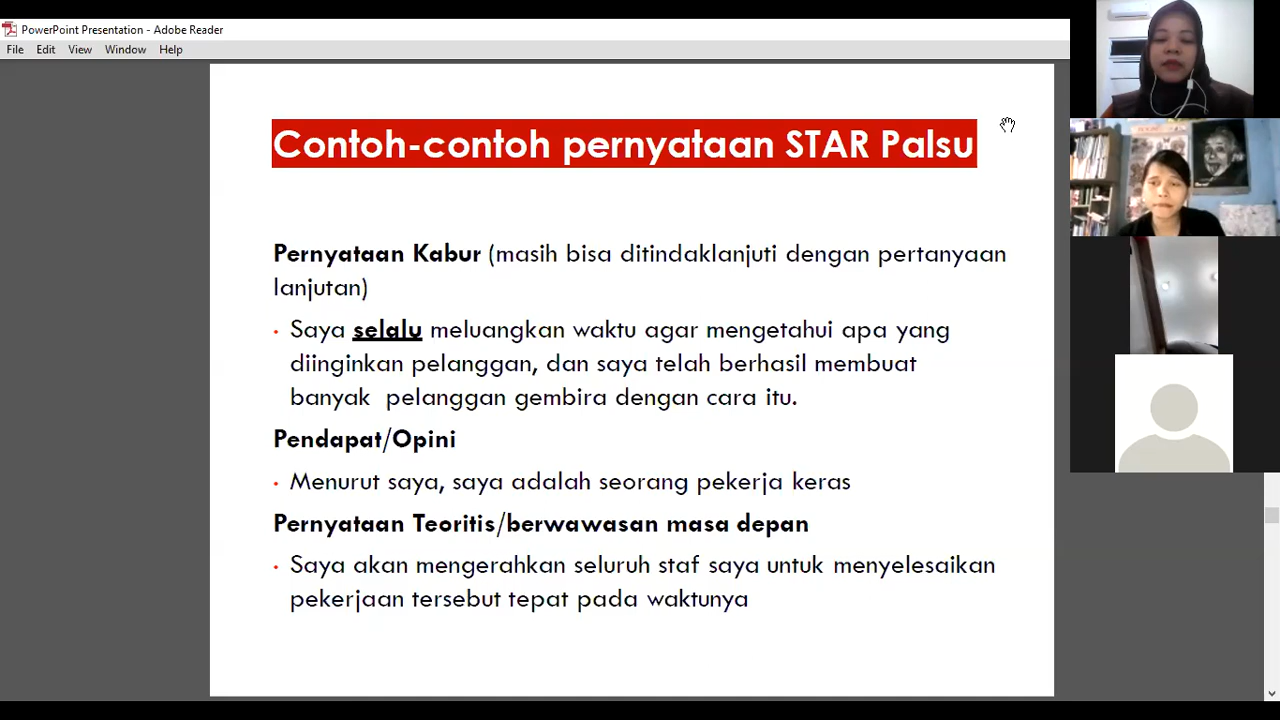 PowerPoint Presentation - Adobe Reader
File Edit View Window Help
Contoh-contoh pernyataan STAR Palsu
Pernyataan Kabur (masih bisa ditindaklanjuti dengan pertanyaan
lanjutan)
• Saya selalu meluangkan waktu agar mengetahui apa yang
diinginkan pelanggan, dan saya telah berhasil membuat
banyak pelanggan gembira dengan cara itu.
Pendapat/Opini
• Menurut saya, saya adalah seorang pekerja keras
Pernyataan Teoritis/berwawasan masa depan
• Saya akan mengerahkan seluruh staf saya untuk menyelesaikan
pekerjaan tersebut tepat pada waktunya